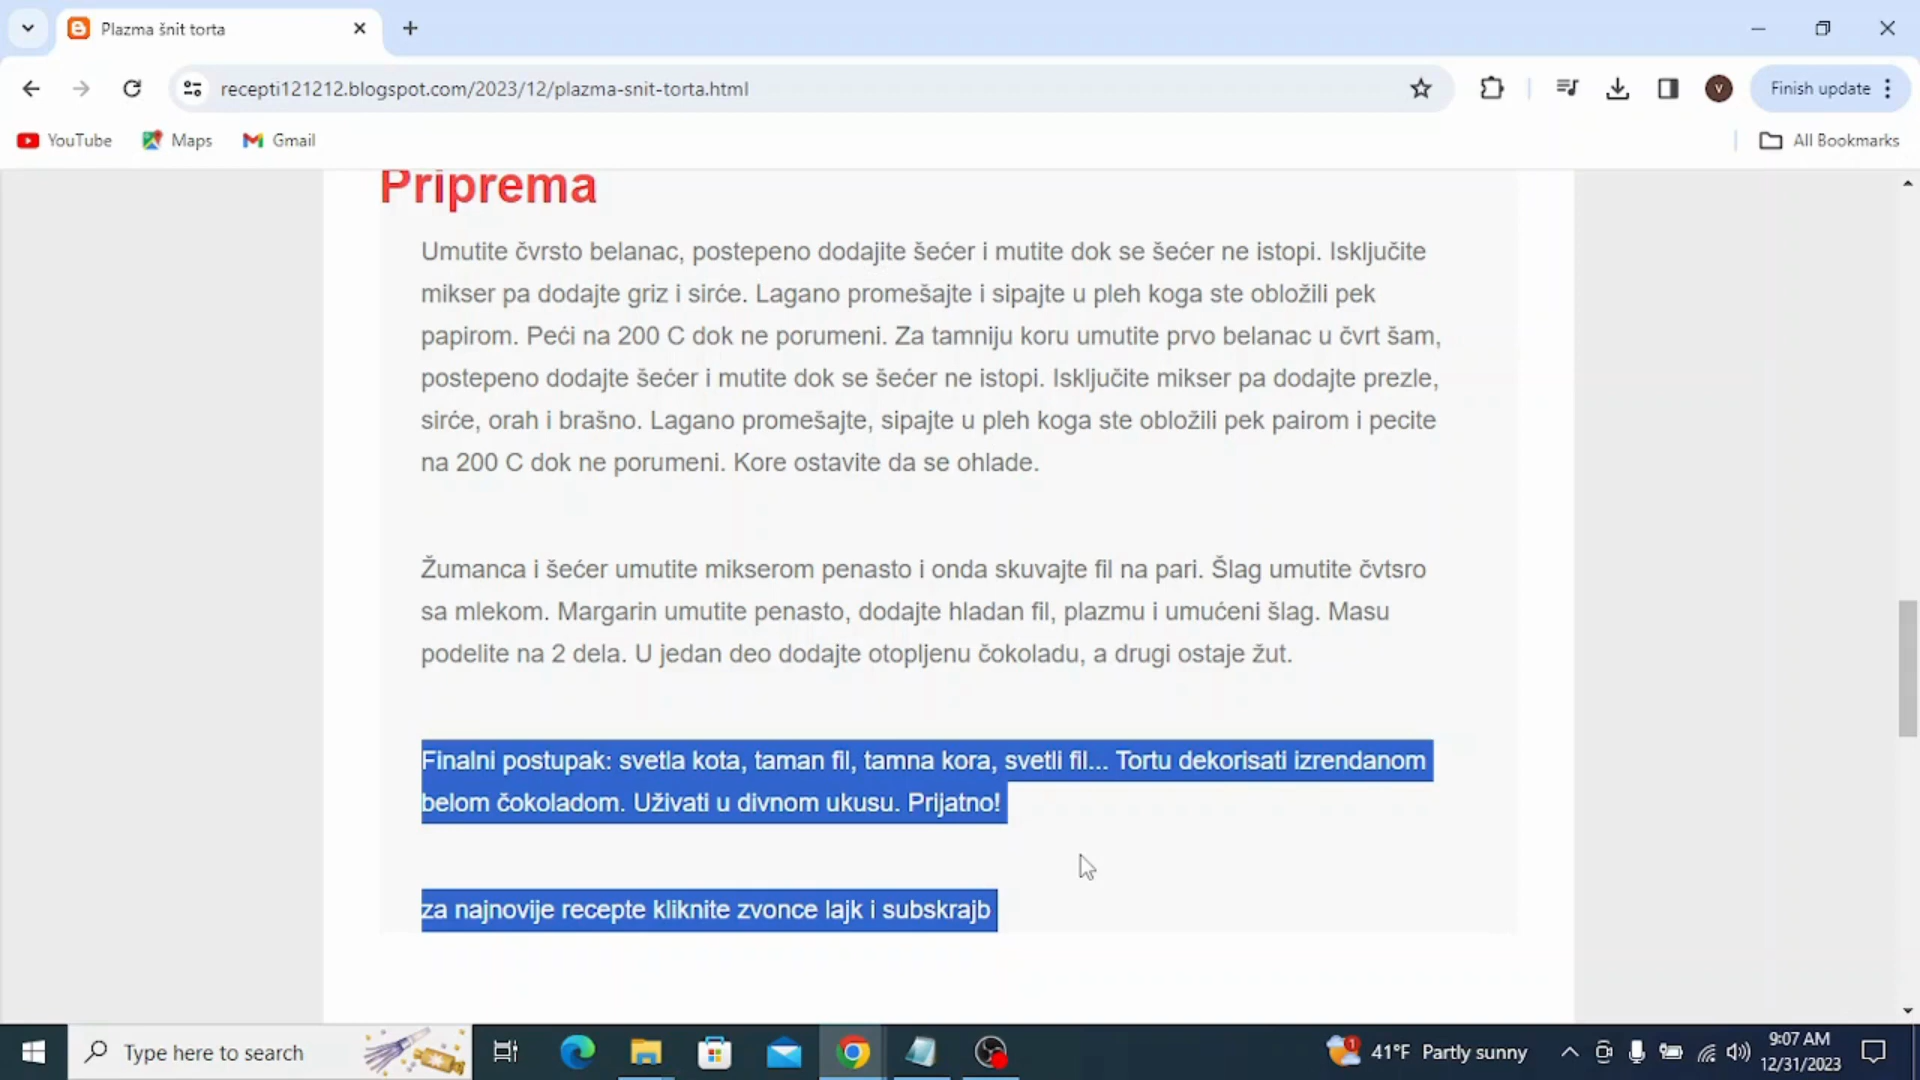 Plazma šnit torta
recepti121212.blogspot.com/2023/12/plazma-snit-torta.html
V
Finish update
YouTube
Maps
Gmail
All Bookmarks
Priprema
Umutite čvrsto belanac, postepeno dodajite šećer i mutite dok se šećer ne istopi. Isključite
mikser pa dodajte griz i sirće. Lagano promešajte i sipajte u pleh koga ste obložili pek
papirom. Peći na 200 C dok ne porumeni. Za tamniju koru umutite prvo belanac u čvrt šam,
postepeno dodajte šećer i mutite dok se šećer ne istopi. Isključite mikser pa dodajte prezle,
sirće, orah i brašno. Lagano promešajte, sipajte u pleh koga ste obložili pek pairom i pecite
na 200 C dok ne porumeni. Kore ostavite da se ohlade.
Žumanca i šećer umutite mikserom penasto i onda skuvajte fil na pari. Šlag umutite čvtsro
sa mlekom. Margarin umutite penasto, dodajte hladan fil, plazmu i umućeni šlag. Masu
podelite na 2 dela. U jedan deo dodajte otopljenu čokoladu, a drugi ostaje žut.
Finalni postupak: svetla kota, taman fil, tamna kora, svetli fil... Tortu dekorisati izrendanom
belom čokoladom. Uživati u divnom ukusu. Prijatno!
za najnovije recepte kliknite zvonce lajk i subskrajb
Type here to search
1
41°F Partly sunny
9:07 AM
12/31/2023